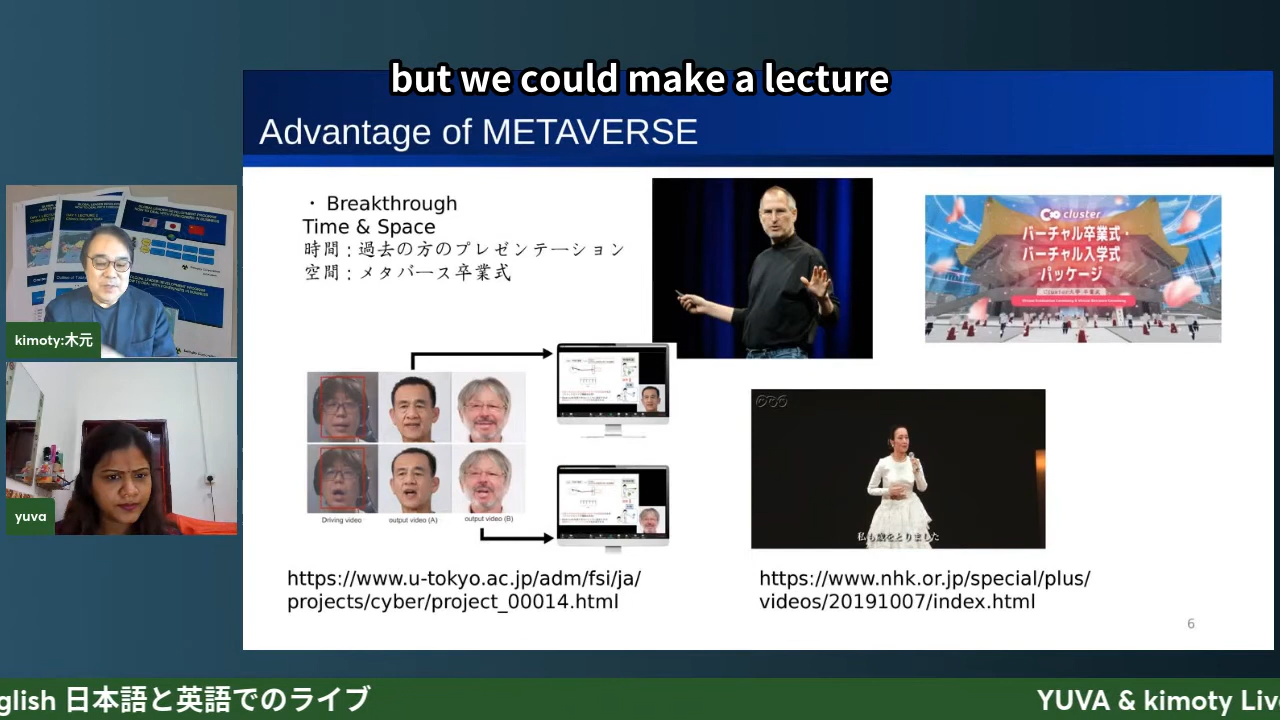 but we could make a lecture
Advantage of METAVERSE
・ Breakthrough
Time & Space
時間 : 過去の方のプレゼンテーション
空間 : メタバース卒業式
cluster
バーチャル卒業式・
バーチャル入学式
パッケージ
Driving video
output video (A)
output video (B)
私も歳をとりました
https://www.u-tokyo.ac.jp/adm/fsi/ja/
projects/cyber/project_00014.html
https://www.nhk.or.jp/special/plus/
videos/20191007/index.html
6
kimoty:木元
yuva
glish 日本語と英語でのライブ
YUVA & kimoty Liv